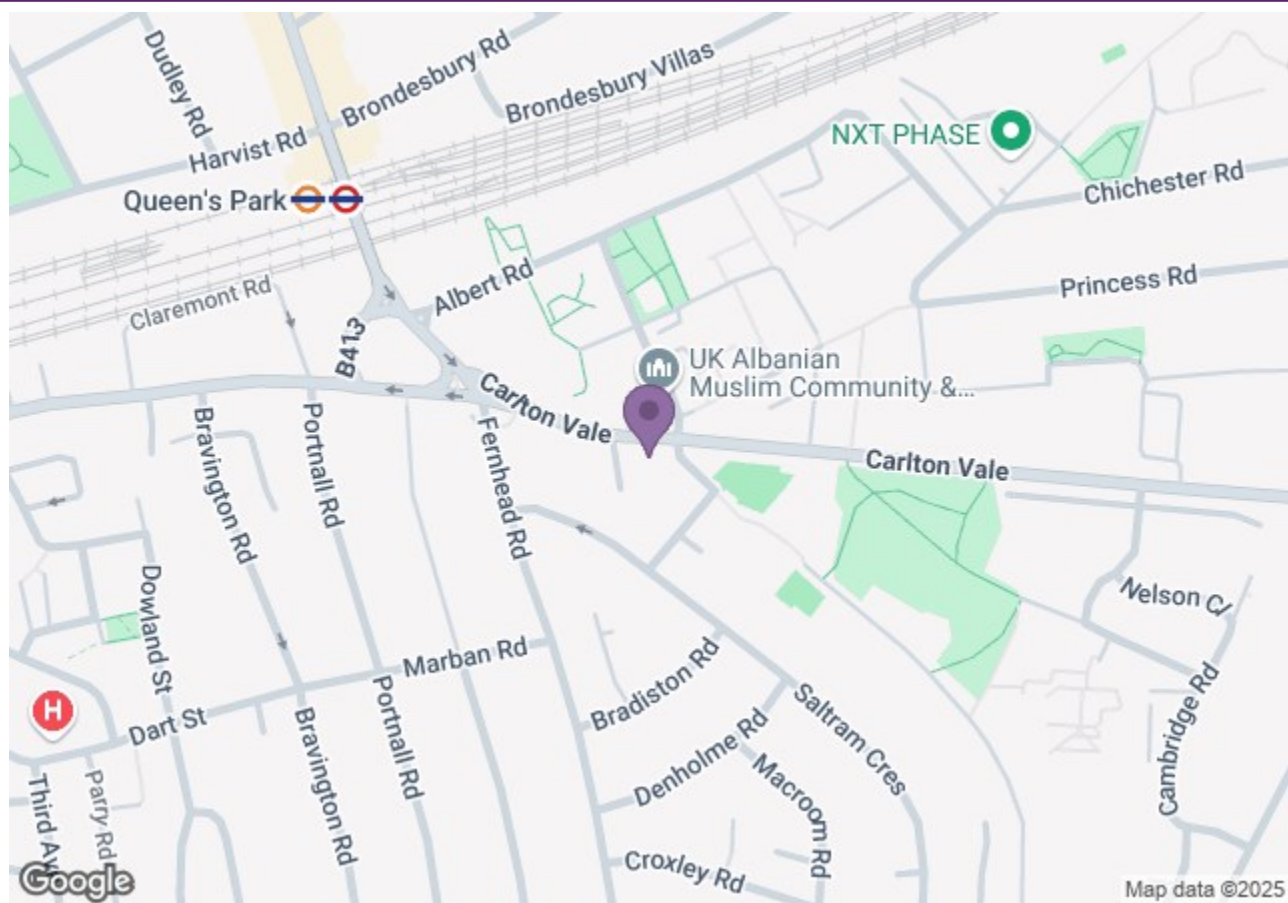 Dudley Rd
Brondesbury Rd
Brondesbury Villas
Harvist Rd
NXT PHASE
Chichester Rd
Queen's Park
Albert Rd
Princess Rd
Claremont Rd
B413
UK Albanian
Muslim Community &...
Carlton Vale
Carlton Vale
Bravington Rd
Portnall Rd
Fernhead Rd
Dowland St
Nelson Cl
Marban Rd
Bradiston Rd
Saltram Cres
Cambridge Rd
H
Dart St
Portnall Rd
Bravington Rd
Denholme Rd
Macroom Rd
Third Ave
Parry Rd
Croxley Rd
Google
Map data ©2025